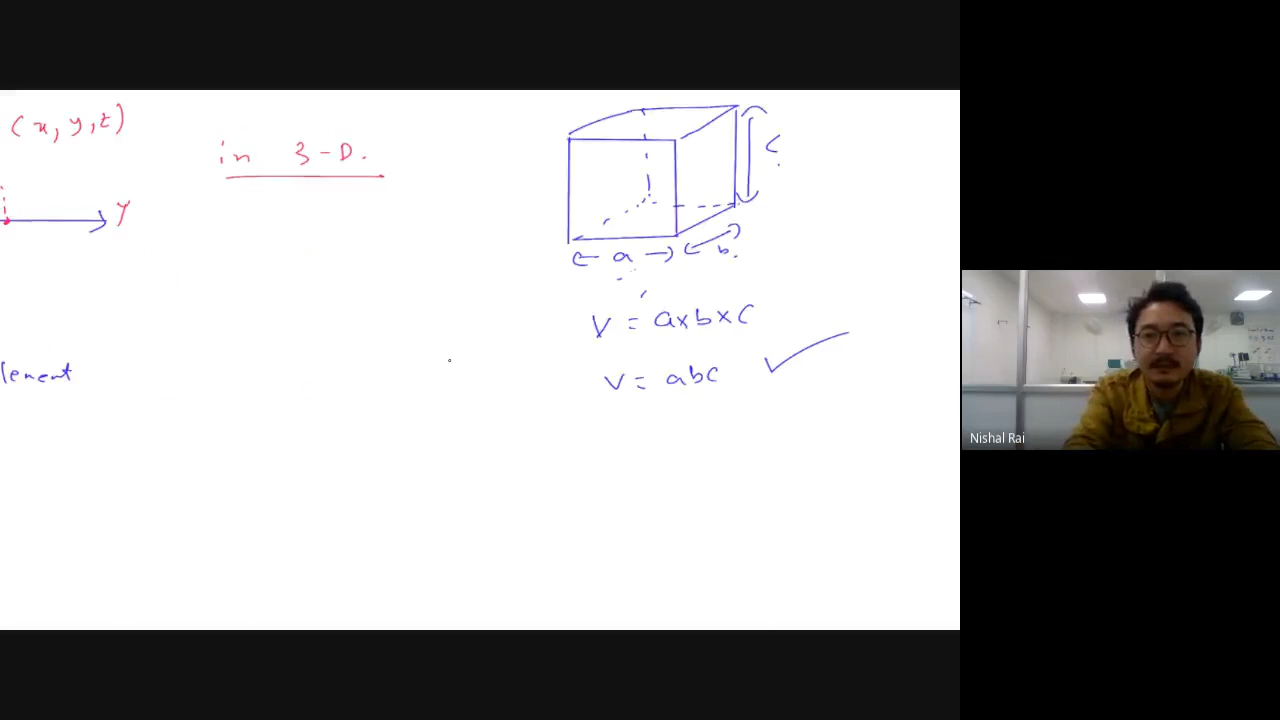 (x, y, z)
in 3-D.
y
c
a b.
V = a x b x c
V = abc
lement
Nishal Rai